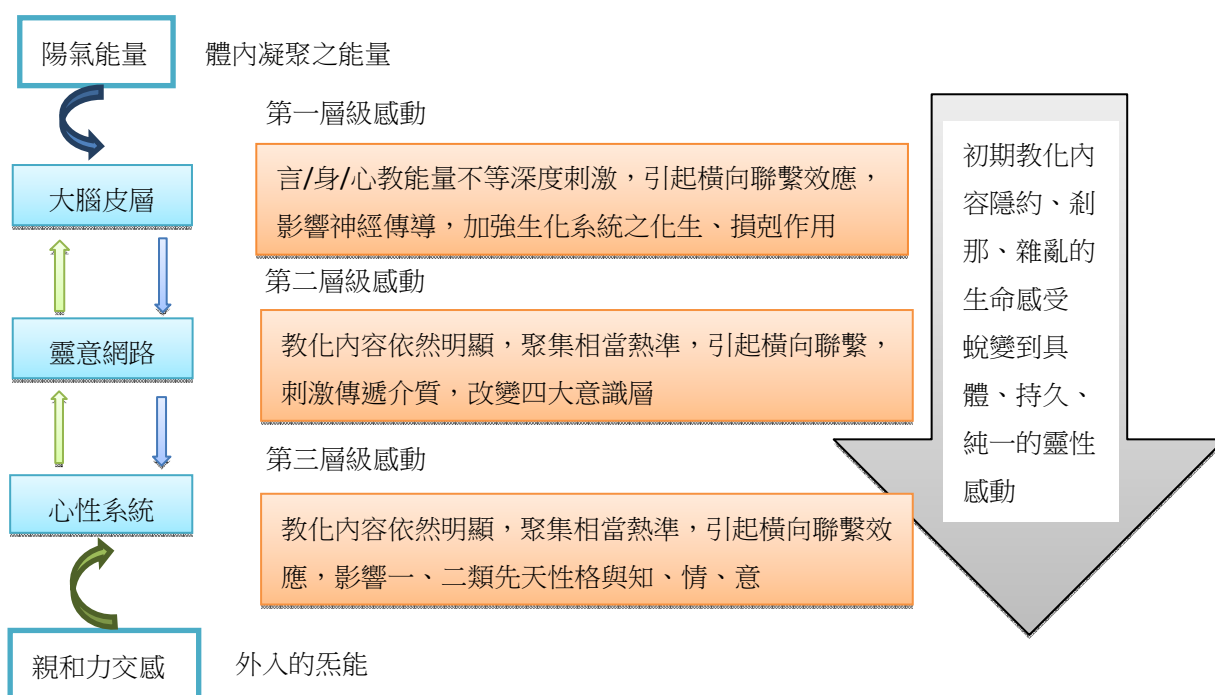 陽氣能量
體內凝聚之能量
第一層級感動
大腦皮層
言/身/心教能量不等深度刺激，引起橫向聯繫效應，
影響神經傳導，加強生化系統之化生、損剋作用
第二層級感動
靈意網路
教化內容依然明顯，聚集相當熱準，引起橫向聯繫，
刺激傳遞介質，改變四大意識層
第三層級感動
心性系統
教化內容依然明顯，聚集相當熱準，引起橫向聯繫效
應，影響一、二類先天性格與知、情、意
親和力交感
外入的炁能
初期教化內
容隱約、剎
那、雜亂的
生命感受
蛻變到具
體、持久、
純一的靈性
感動